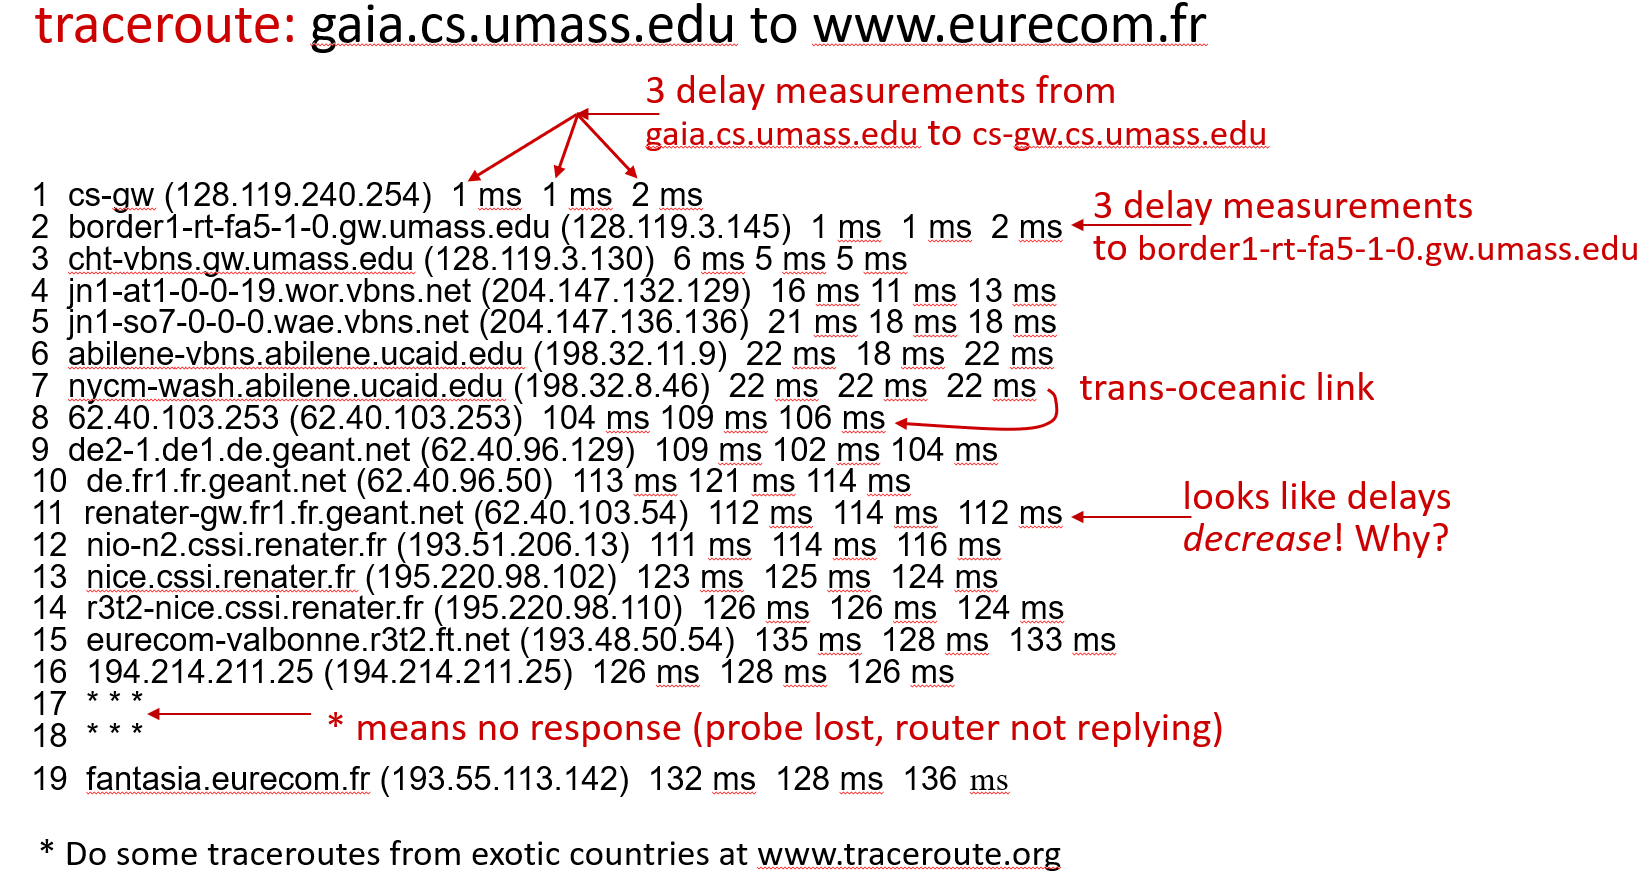 traceroute: gaia.cs.umass.edu to www.eurecom.fr
3 delay measurements from
gaia.cs.umass.edu to cs-gw.cs.umass.edu
1 cs-gw (128.119.240.254) 1 ms 1 ms 2 ms
2 border1-rt-fa5-1-0.gw.umass.edu (128.119.3.145) 1 ms 1 ms 2 ms
3 delay measurements
to border1-rt-fa5-1-0.gw.umass.edu
3 cht-vbns.gw.umass.edu (128.119.3.130) 6 ms 5 ms 5 ms
4 jn1-at1-0-0-19.wor.vbns.net (204.147.132.129) 16 ms 11 ms 13 ms
5 jn1-so7-0-0-0.wae.vbns.net (204.147.136.136) 21 ms 18 ms 18 ms
6 abilene-vbns.abilene.ucaid.edu (198.32.11.9) 22 ms 18 ms 22 ms
7 nycm-wash.abilene.ucaid.edu (198.32.8.46) 22 ms 22 ms 22 ms
trans-oceanic link
8 62.40.103.253 (62.40.103.253) 104 ms 109 ms 106 ms
9 de2-1.de1.de.geant.net (62.40.96.129) 109 ms 102 ms 104 ms
10 de.fr1.fr.geant.net (62.40.96.50) 113 ms 121 ms 114 ms
11 renater-gw.fr1.fr.geant.net (62.40.103.54) 112 ms 114 ms 112 ms
looks like delays
decrease! Why?
12 nio-n2.cssi.renater.fr (193.51.206.13) 111 ms 114 ms 116 ms
13 nice.cssi.renater.fr (195.220.98.102) 123 ms 125 ms 124 ms
14 r3t2-nice.cssi.renater.fr (195.220.98.110) 126 ms 126 ms 124 ms
15 eurecom-valbonne.r3t2.ft.net (193.48.50.54) 135 ms 128 ms 133 ms
16 194.214.211.25 (194.214.211.25) 126 ms 128 ms 126 ms
17 * * *
18 * * *
* means no response (probe lost, router not replying)
19 fantasia.eurecom.fr (193.55.113.142) 132 ms 128 ms 136 ms
* Do some traceroutes from exotic countries at www.traceroute.org